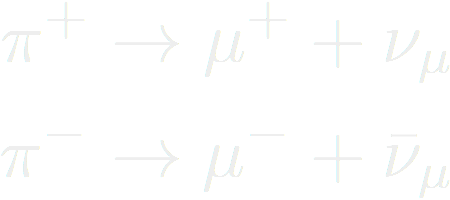 π⁺ → μ⁺ + ν_μ
π⁻ → μ⁻ + ν̄_μ